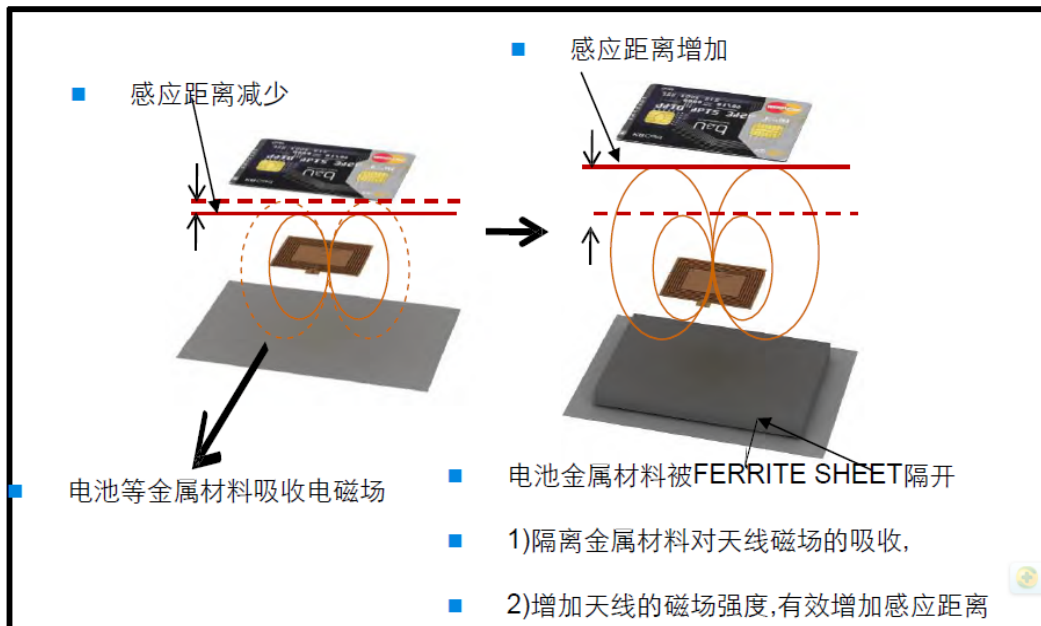 感应距离增加
感应距离减少
电池等金属材料吸收电磁场
电池金属材料被FERRITE SHEET隔开
1)隔离金属材料对天线磁场的吸收,
2)增加天线的磁场强度,有效增加感应距离